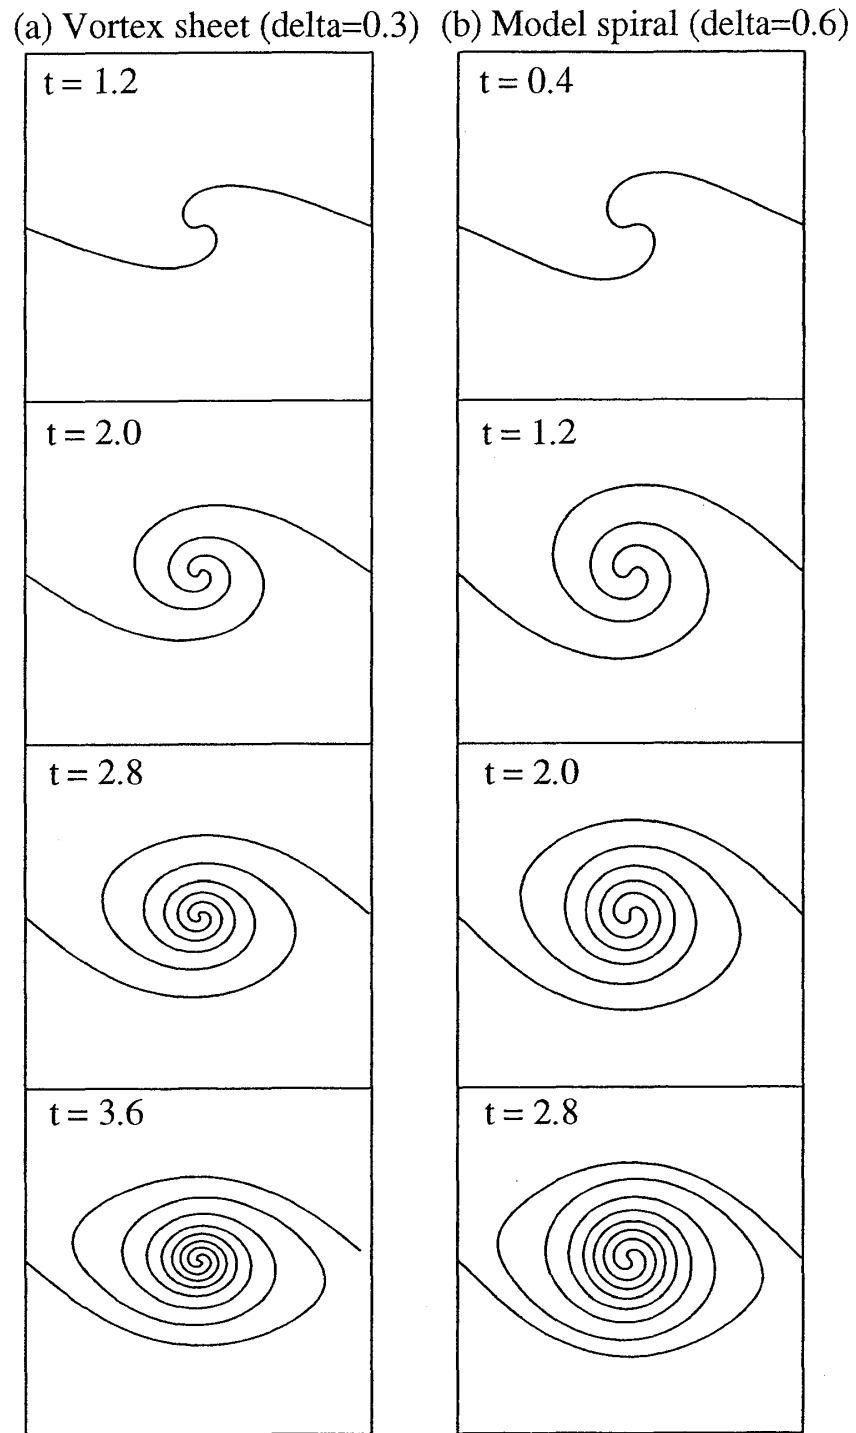 (a) Vortex sheet (delta=0.3) (b) Model spiral (delta=0.6)
t = 1.2
t = 0.4
t = 2.0
t = 1.2
t = 2.8
t = 2.0
t = 3.6
t = 2.8